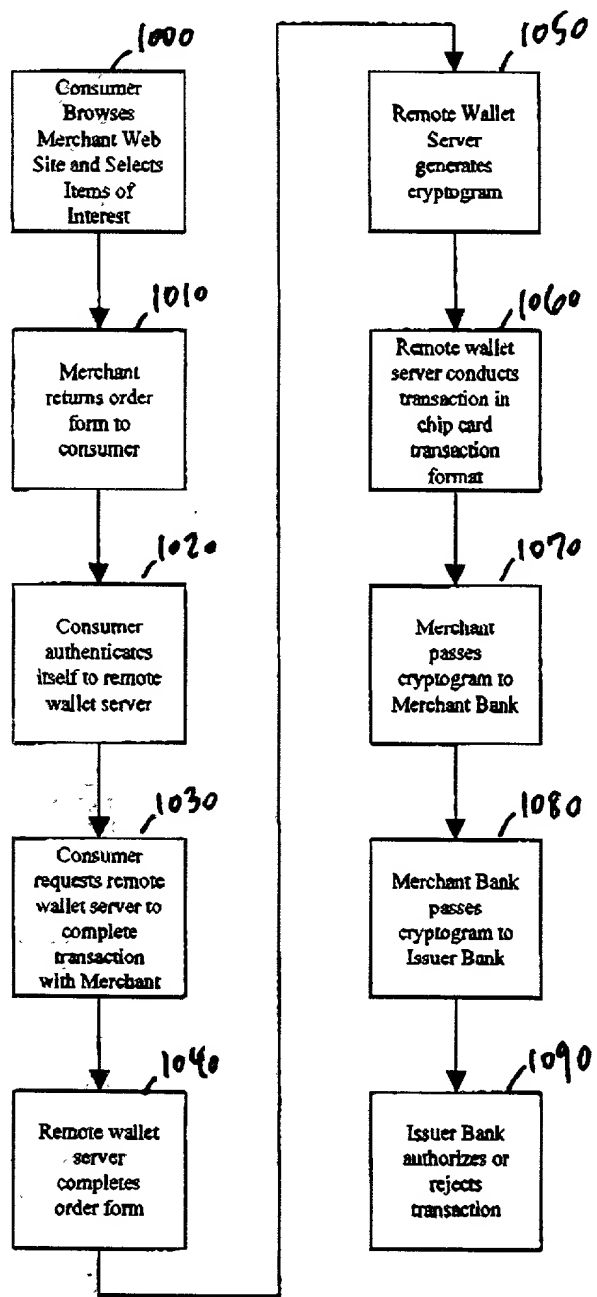 1000
Consumer
Browses
Merchant Web
Site and Selects
Items of
Interest
1010
Merchant
returns order
form to
consumer
1020
Consumer
authenticates
itself to remote
wallet server
1030
Consumer
requests remote
wallet server to
complete
transaction
with Merchant
1040
Remote wallet
server
completes
order form
1050
Remote Wallet
Server
generates
cryptogram
1060
Remote wallet
server conducts
transaction in
chip card
transaction
format
1070
Merchant
passes
cryptogram to
Merchant Bank
1080
Merchant Bank
passes
cryptogram to
Issuer Bank
1090
Issuer Bank
authorizes or
rejects
transaction